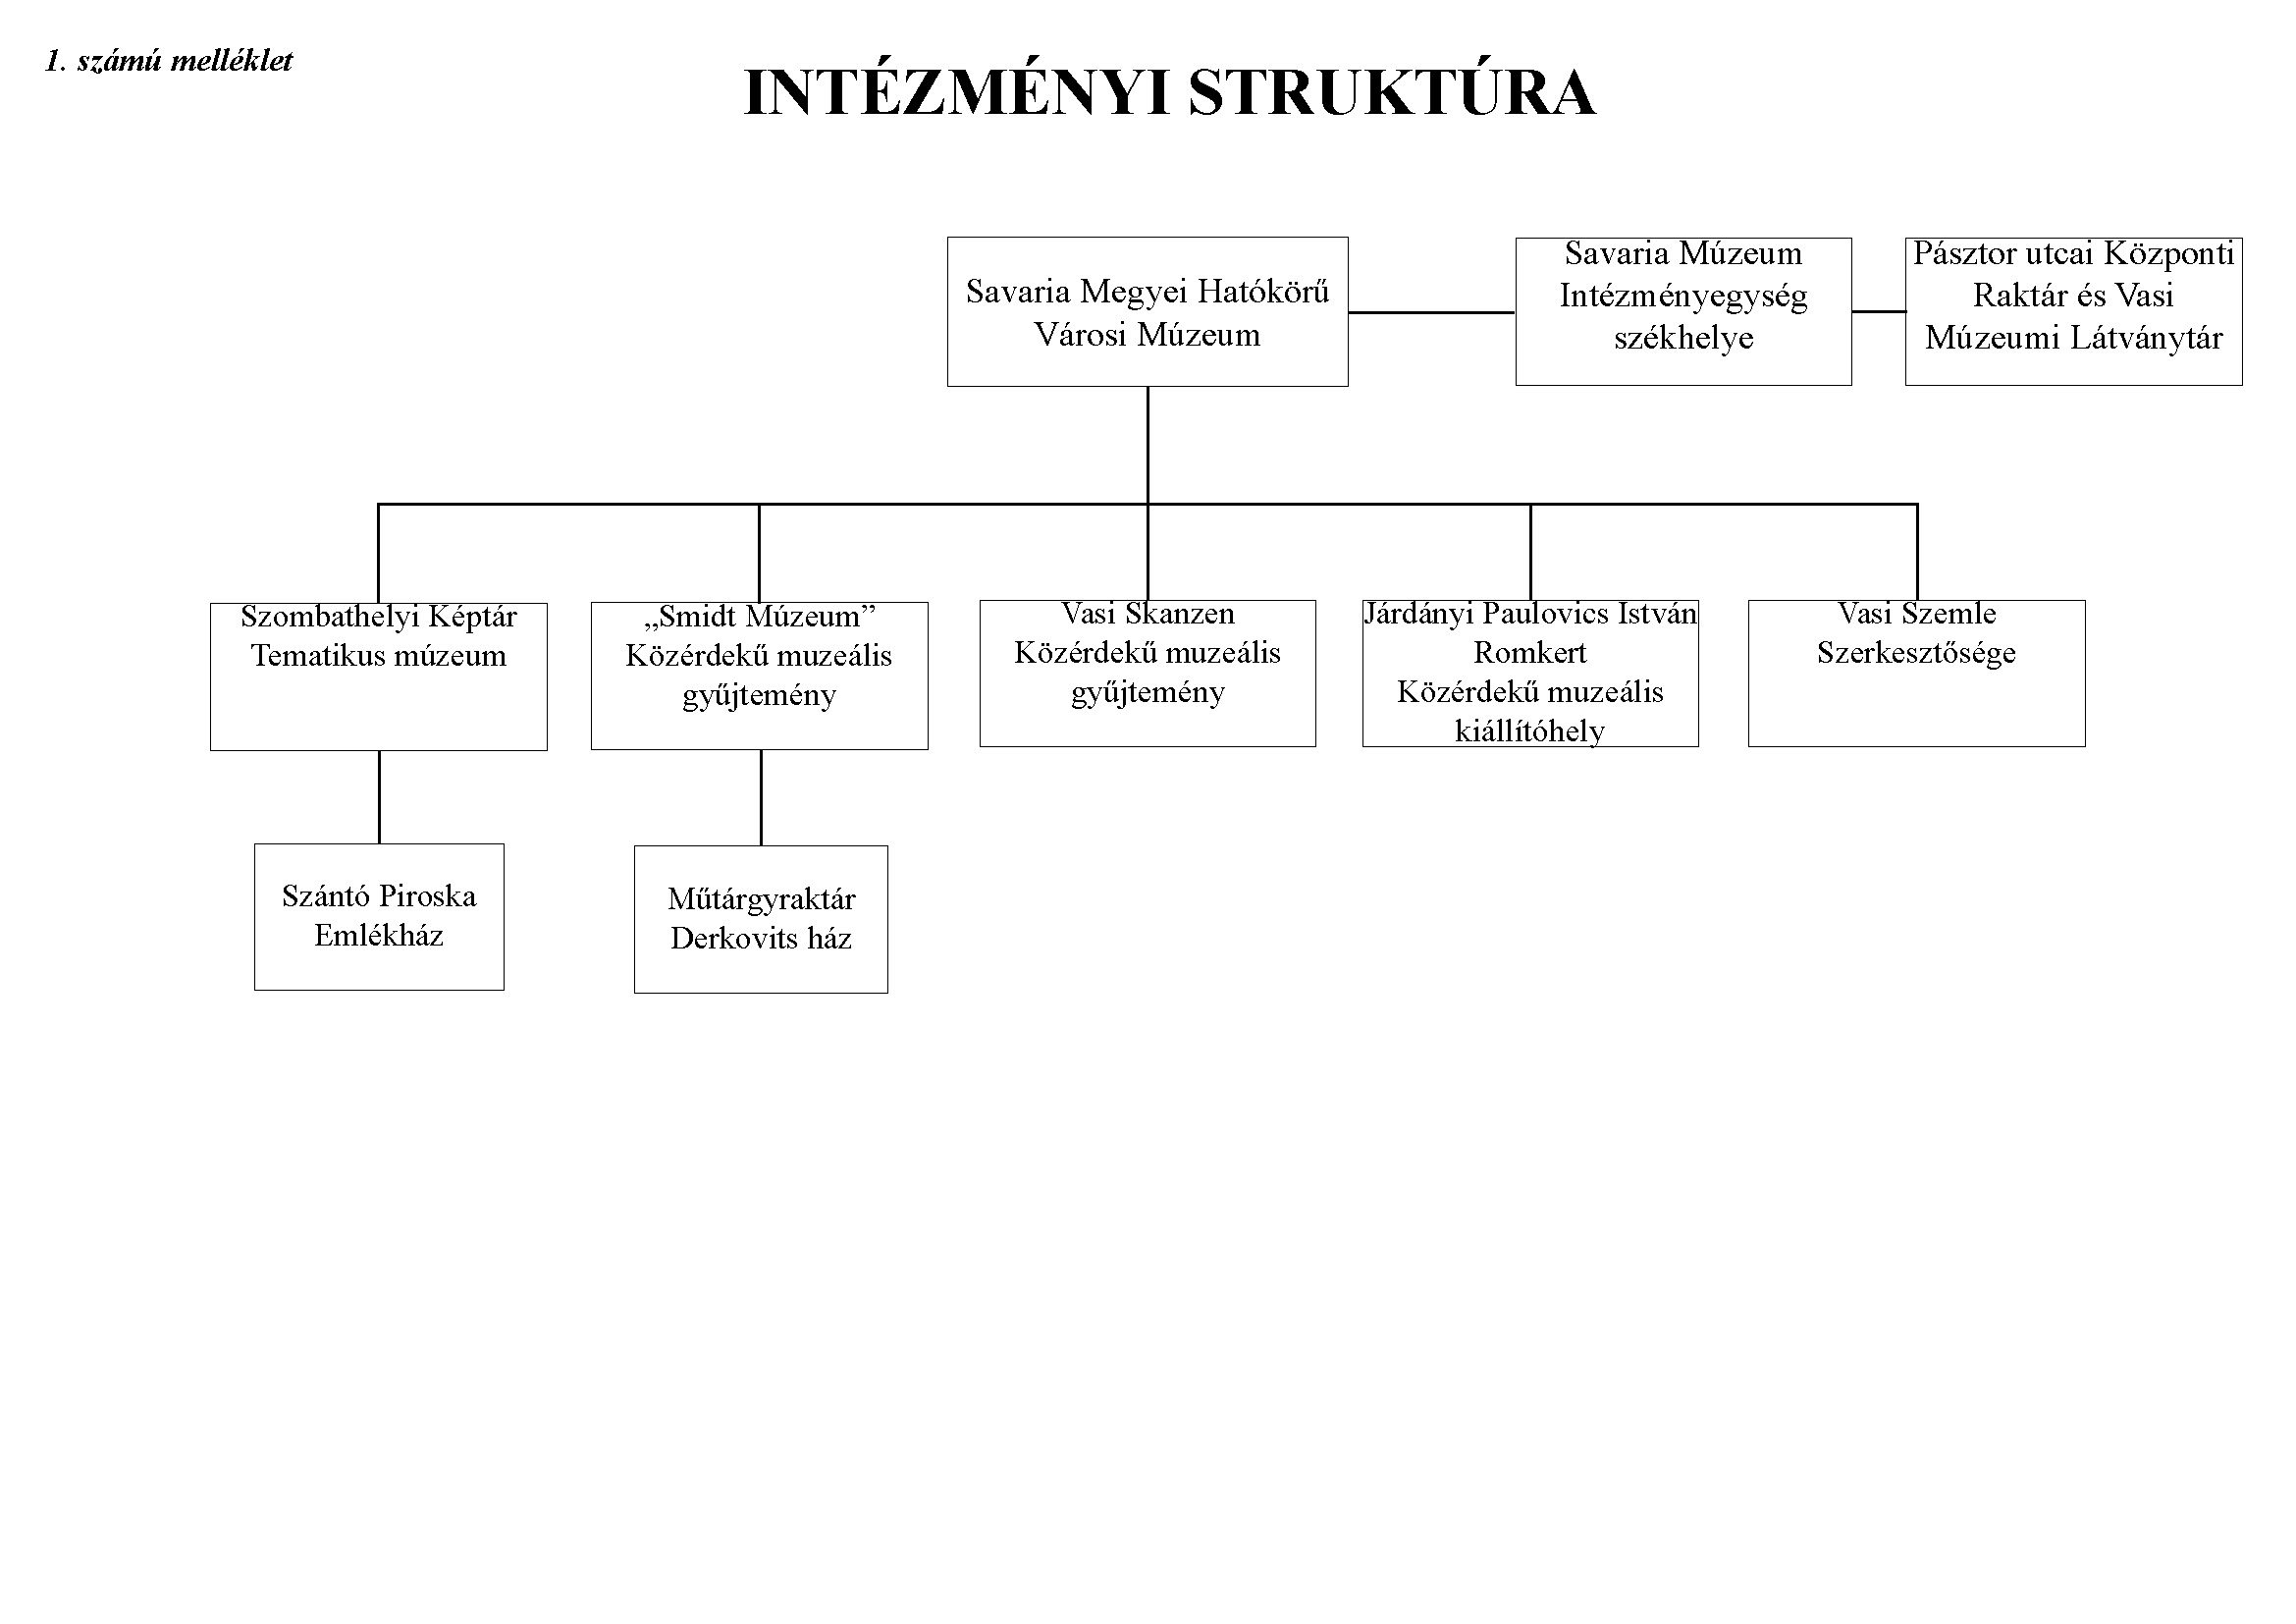 1. számú melléklet
INTÉZMÉNYI STRUKTÚRA
Savaria Megyei Hatókörű
Városi Múzeum
Savaria Múzeum
Intézményegység
székhelye
Pásztor utcai Központi
Raktár és Vasi
Múzeumi Látványtár
Szombathelyi Képtár
Tematikus múzeum
„Smidt Múzeum”
Közérdekű muzeális
gyűjtemény
Vasi Skanzen
Közérdekű muzeális
gyűjtemény
Járdányi Paulovics István
Romkert
Közérdekű muzeális
kiállítóhely
Vasi Szemle
Szerkesztősége
Szántó Piroska
Emlékház
Műtárgyraktár
Derkovits ház